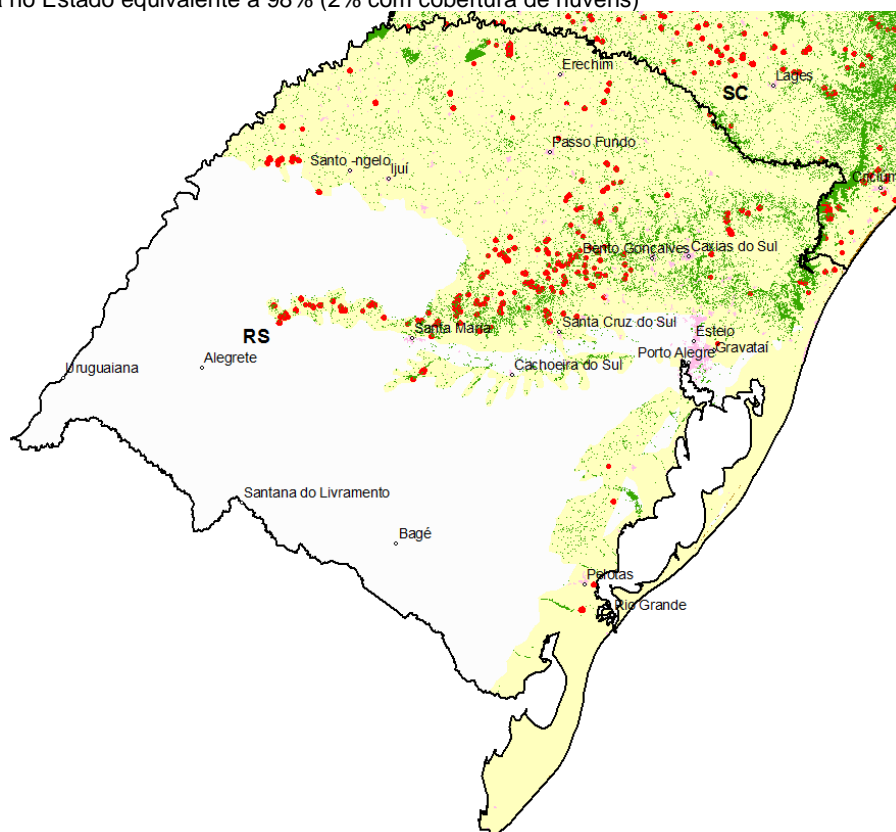 no Estado equivalente a 98% (2% com cobertura de nuvens)
Erechim
Lages
SC
Passo Fundo
Santo -ngelo
Ijuí
Bento Gonçalves
Caxias do Sul
Santa Cruz do Sul
Santa Maria
RS
Esteio
Gravataí
Porto Alegre
Alegrete
Uruguaiana
Cachoeira do Sul
Santana do Livramento
Bagé
Pelotas
Rio Grande